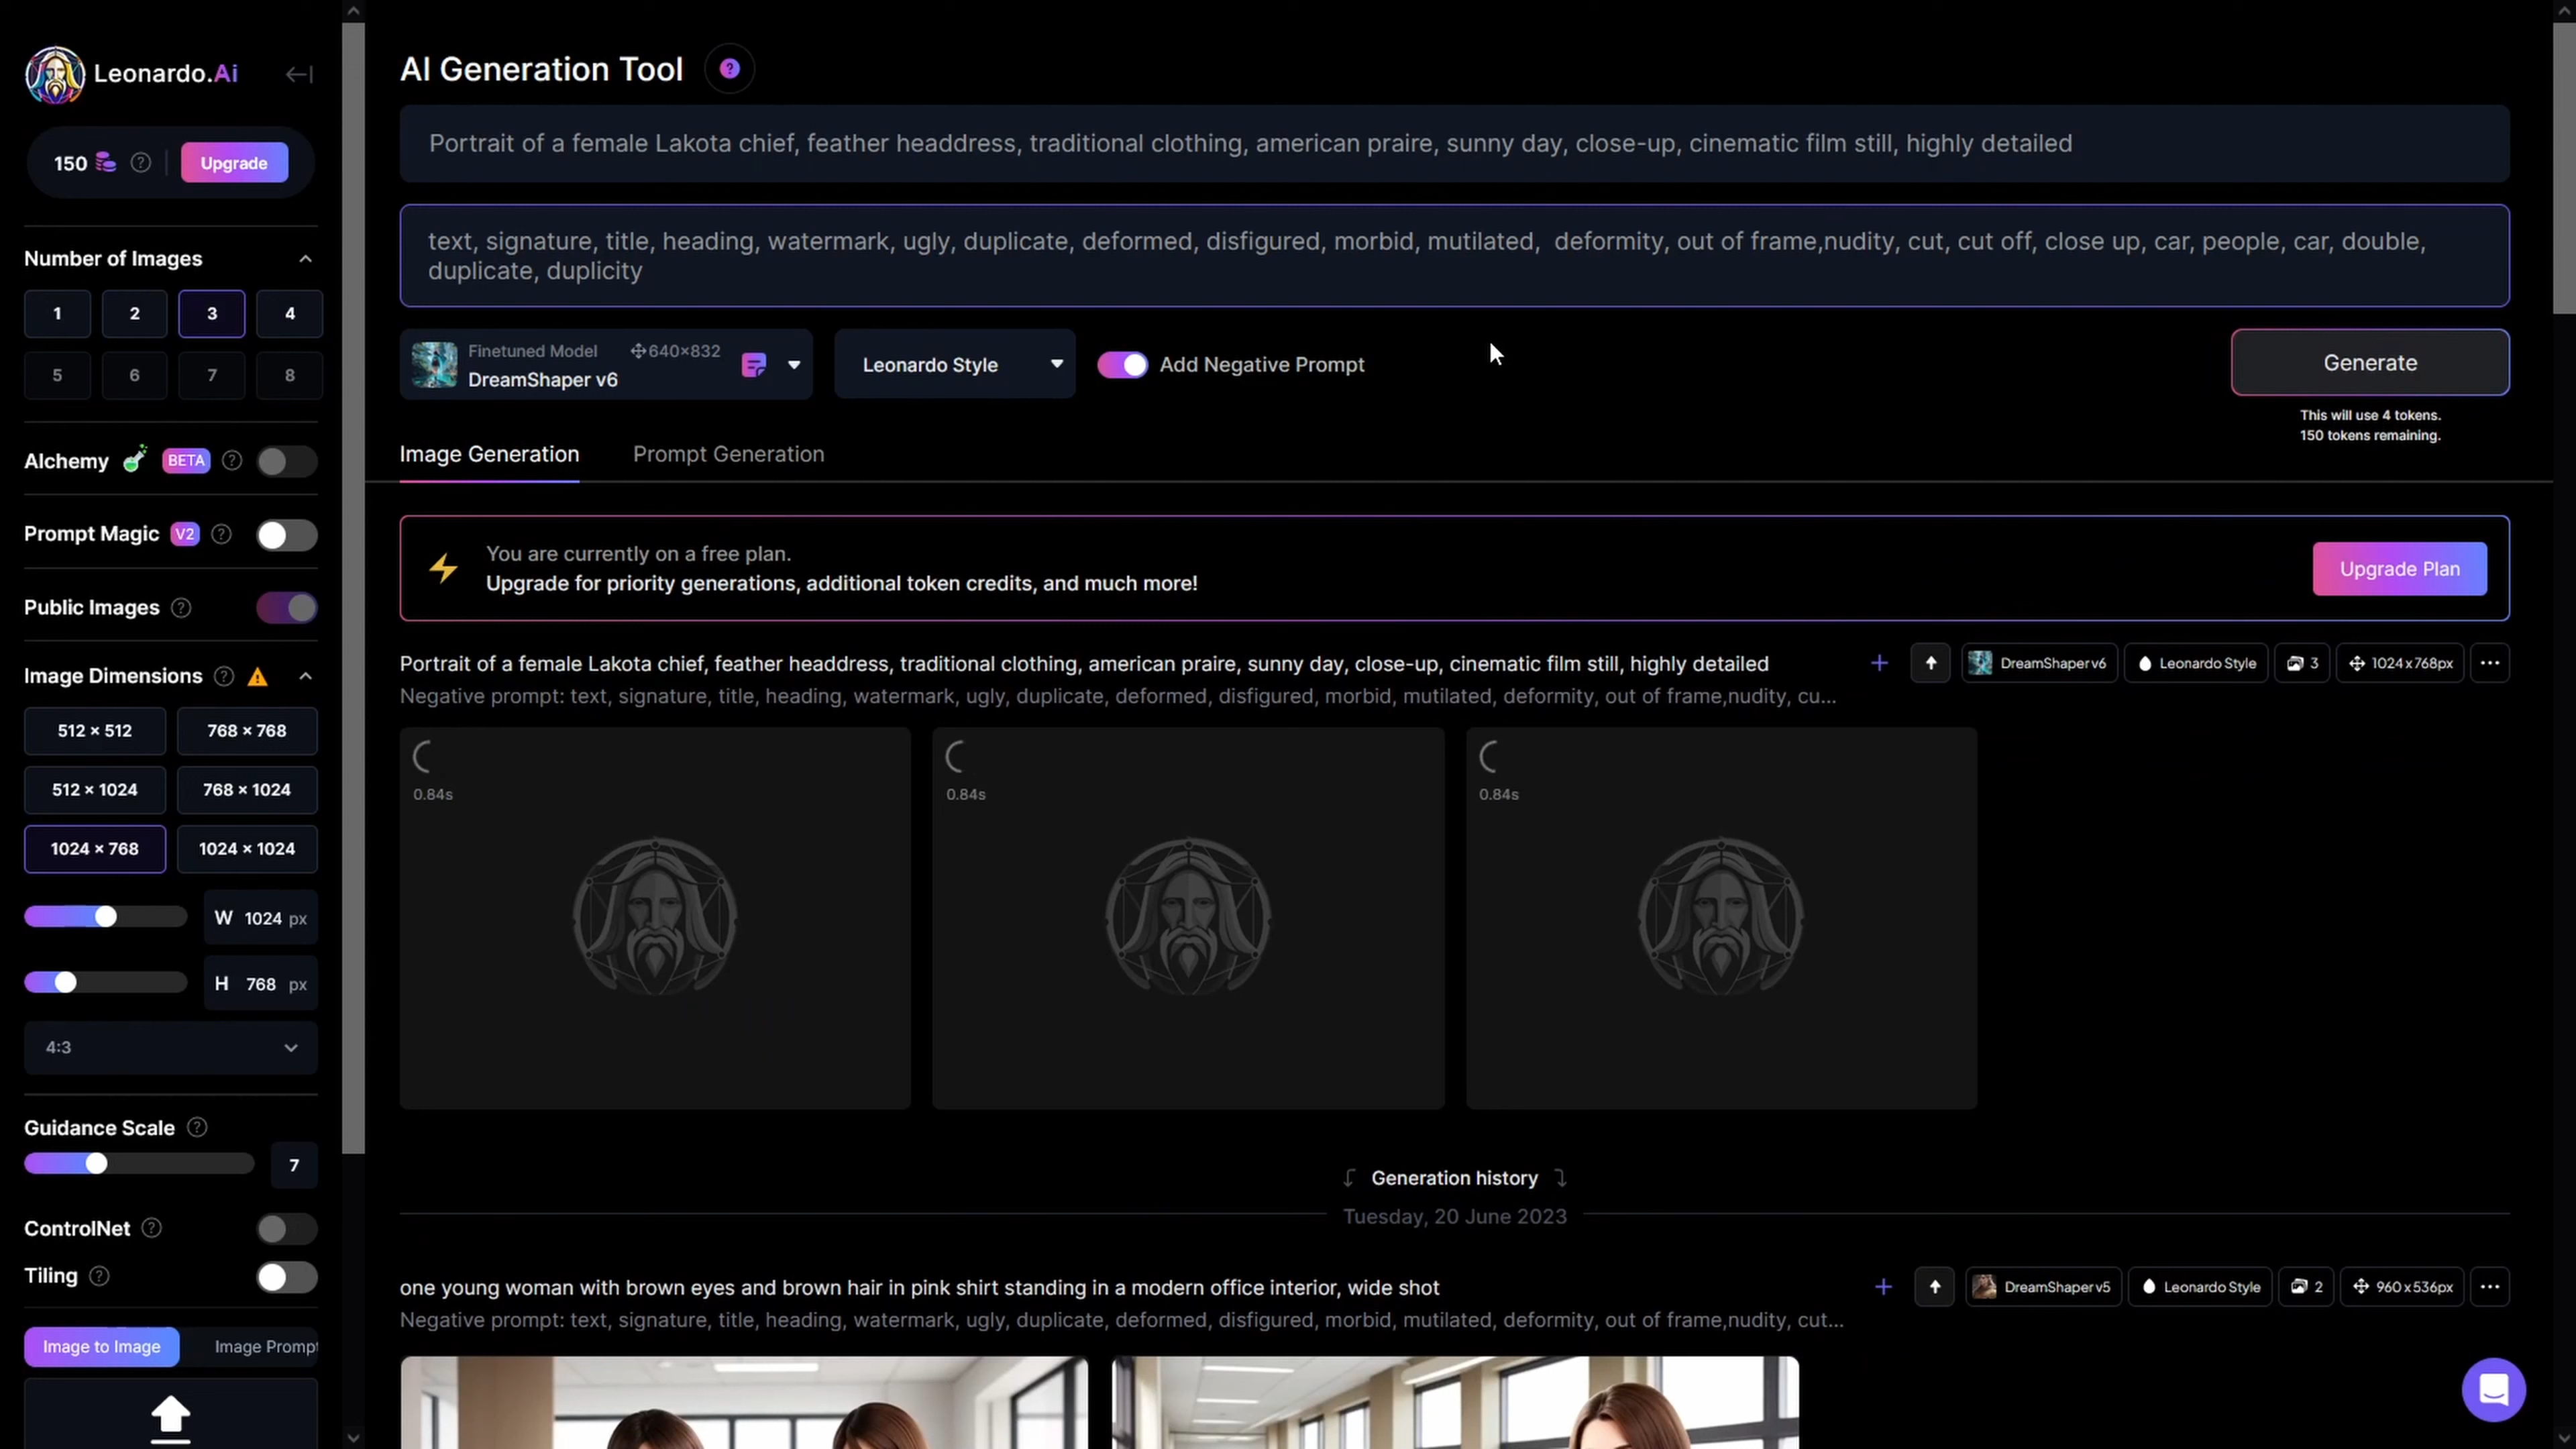 Leonardo.Ai
150
Upgrade
Number of Images
1 2 3 4
5 6 7 8
Alchemy BETA
Prompt Magic V2
Public Images
Image Dimensions
512 × 512 768 × 768
512 × 1024 768 × 1024
1024 × 768 1024 × 1024
W 1024 px
H 768 px
4:3
Guidance Scale
7
ControlNet
Tiling
Image to Image Image Promp
AI Generation Tool ?
Portrait of a female Lakota chief, feather headdress, traditional clothing, american praire, sunny day, close-up, cinematic film still, highly detailed
text, signature, title, heading, watermark, ugly, duplicate, deformed, disfigured, morbid, mutilated,  deformity, out of frame,nudity, cut, cut off, close up, car, people, car, double,
duplicate, duplicity
Finetuned Model 640×832
DreamShaper v6
Leonardo Style
Add Negative Prompt
Generate
This will use 4 tokens.
150 tokens remaining.
Image Generation Prompt Generation
You are currently on a free plan.
Upgrade for priority generations, additional token credits, and much more!
Upgrade Plan
Portrait of a female Lakota chief, feather headdress, traditional clothing, american praire, sunny day, close-up, cinematic film still, highly detailed
DreamShaper v6 Leonardo Style 3 1024x768px
Negative prompt: text, signature, title, heading, watermark, ugly, duplicate, deformed, disfigured, morbid, mutilated, deformity, out of frame,nudity, cu...
0.84s 0.84s 0.84s
Generation history
Tuesday, 20 June 2023
one young woman with brown eyes and brown hair in pink shirt standing in a modern office interior, wide shot
DreamShaper v5 Leonardo Style 2 960x536px
Negative prompt: text, signature, title, heading, watermark, ugly, duplicate, deformed, disfigured, morbid, mutilated, deformity, out of frame,nudity, cut...